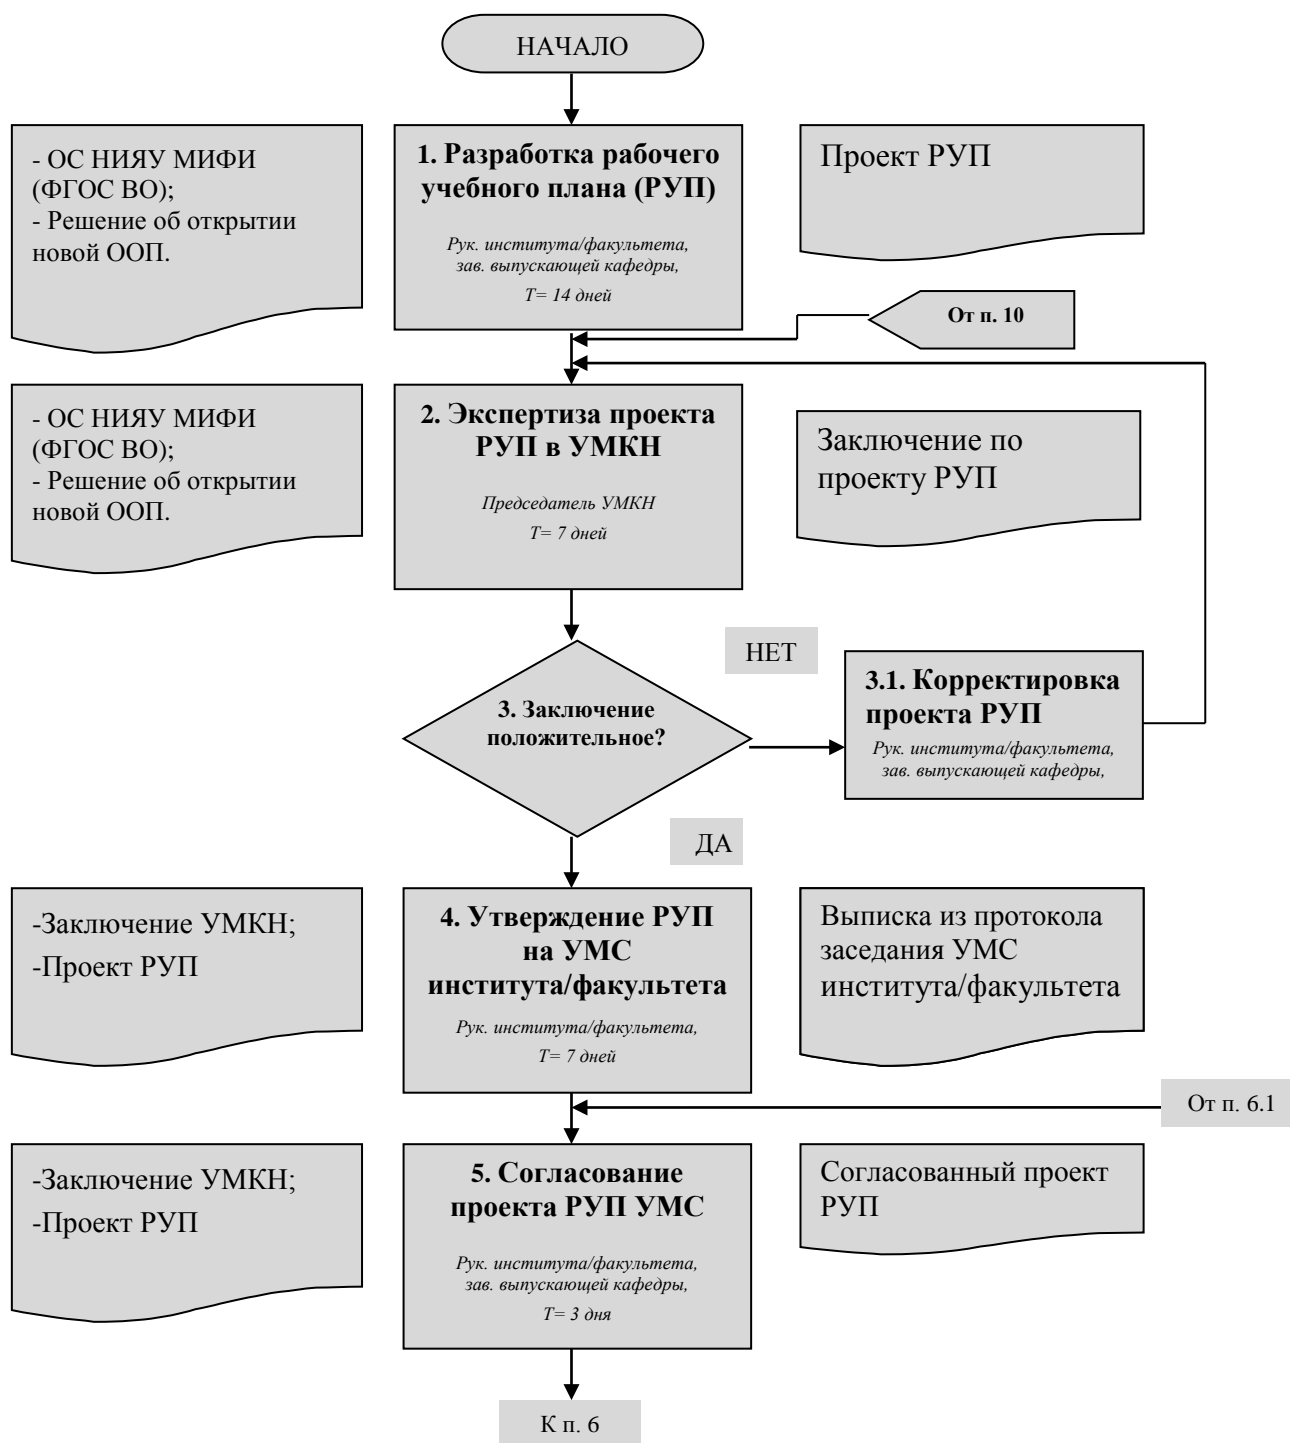 НАЧАЛО
- ОС НИЯУ МИФИ
(ФГОС ВО);
- Решение об открытии
новой ООП.
1. Разработка рабочего
учебного плана (РУП)
Рук. института/факультета,
зав. выпускающей кафедры,
Т= 14 дней
Проект РУП
От п. 10
- ОС НИЯУ МИФИ
(ФГОС ВО);
- Решение об открытии
новой ООП.
2. Экспертиза проекта
РУП в УМКН
Председатель УМКН
Т= 7 дней
Заключение по
проекту РУП
НЕТ
3. Заключение
положительное?
3.1. Корректировка
проекта РУП
Рук. института/факультета,
зав. выпускающей кафедры,
ДА
-Заключение УМКН;
-Проект РУП
4. Утверждение РУП
на УМС
института/факультета
Рук. института/факультета,
Т= 7 дней
Выписка из протокола
заседания УМС
института/факультета
От п. 6.1
-Заключение УМКН;
-Проект РУП
5. Согласование
проекта РУП УМС
Рук. института/факультета,
зав. выпускающей кафедры,
Т= 3 дня
Согласованный проект
РУП
К п. 6